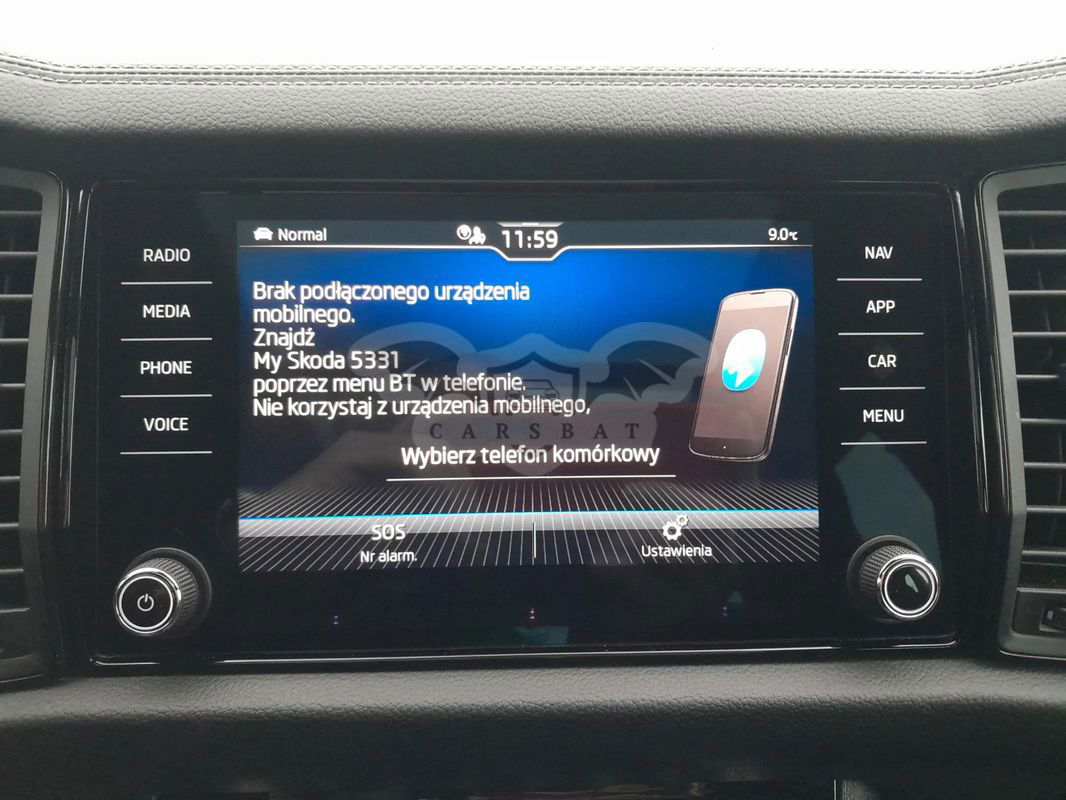 Normal
11:59
9.0°C
RADIO
MEDIA
PHONE
VOICE
Brak podłączonego urządzenia
mobilnego.
Znajdź
My Skoda 5331
poprzez menu BT w telefonie.
Nie korzystaj z urządzenia mobilnego,
CARSBAT
Wybierz telefon komórkowy
SOS
Nr alarm.
Ustawienia
NAV
APP
CAR
MENU